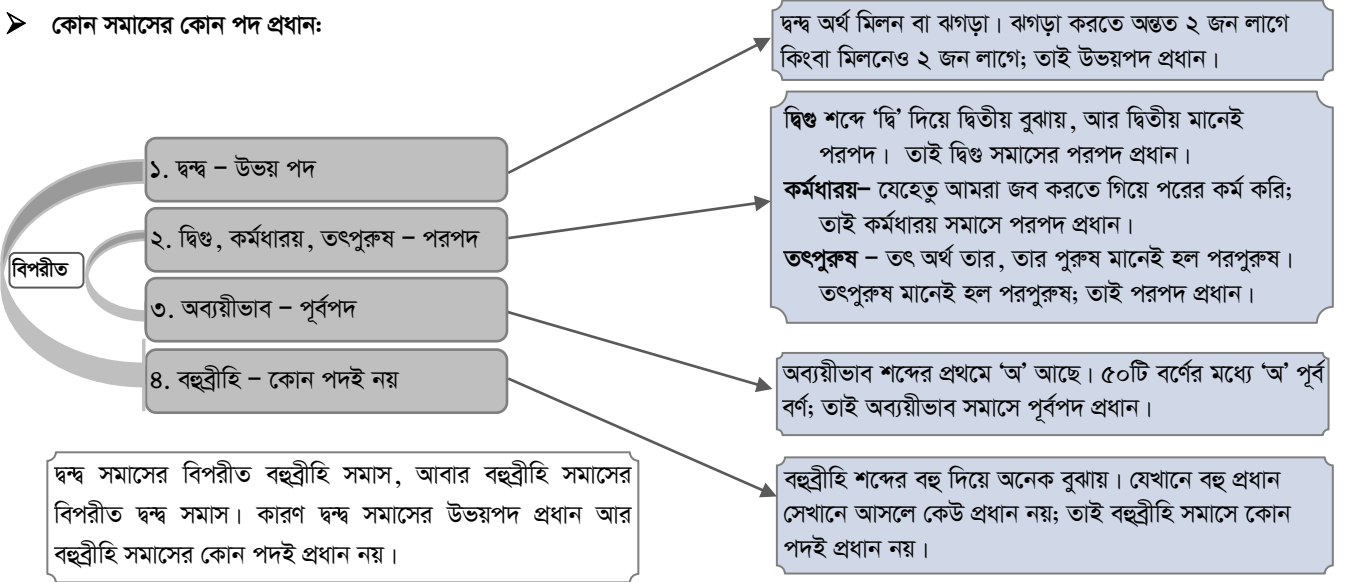 ➢ কোন সমাসের কোন পদ প্রধান:
১. দ্বন্দ্ব – উভয় পদ
২. দ্বিগু, কর্মধারয়, তৎপুরুষ – পরপদ
বিপরীত
৩. অব্যয়ীভাব – পূর্বপদ
৪. বহুব্রীহি – কোন পদই নয়
দ্বন্দ্ব সমাসের বিপরীত বহুব্রীহি সমাস, আবার বহুব্রীহি সমাসের
বিপরীত দ্বন্দ্ব সমাস। কারণ দ্বন্দ্ব সমাসের উভয়পদ প্রধান আর
বহুব্রীহি সমাসের কোন পদই প্রধান নয়।
দ্বন্দ্ব অর্থ মিলন বা ঝগড়া। ঝগড়া করতে অন্তত ২ জন লাগে
কিংবা মিলনেও ২ জন লাগে; তাই উভয়পদ প্রধান।
দ্বিগু শব্দে ‘দ্বি’ দিয়ে দ্বিতীয় বুঝায়, আর দ্বিতীয় মানেই
পরপদ। তাই দ্বিগু সমাসের পরপদ প্রধান।
কর্মধারয়– যেহেতু আমরা জব করতে গিয়ে পরের কর্ম করি;
তাই কর্মধারয় সমাসে পরপদ প্রধান।
তৎপুরুষ – তৎ অর্থ তার, তার পুরুষ মানেই হল পরপুরুষ।
তৎপুরুষ মানেই হল পরপুরুষ; তাই পরপদ প্রধান।
অব্যয়ীভাব শব্দের প্রথমে ‘অ’ আছে। ৫০টি বর্ণের মধ্যে ‘অ’ পূর্ব
বর্ণ; তাই অব্যয়ীভাব সমাসে পূর্বপদ প্রধান।
বহুব্রীহি শব্দের বহু দিয়ে অনেক বুঝায়। যেখানে বহু প্রধান
সেখানে আসলে কেউ প্রধান নয়; তাই বহুব্রীহি সমাসে কোন
পদই প্রধান নয়।